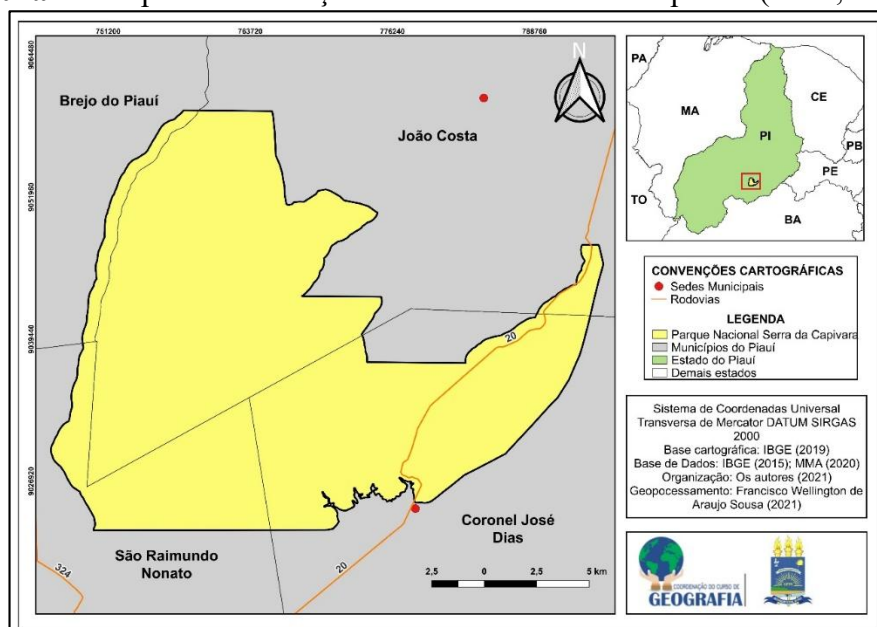 751200 763720 776240 788760
9064480
9051960
9039440
9026920
Brejo do Piauí
João Costa
N
20
20
324
São Raimundo
Nonato
Coronel José
Dias
2,5 0 2,5 5 km
PA
MA
CE
PI
PB
PE
TO
BA
CONVENÇÕES CARTOGRÁFICAS
Sedes Municipais
Rodovias
LEGENDA
Parque Nacional Serra da Capivara
Municípios do Piauí
Estado do Piauí
Demais estados
Sistema de Coordenadas Universal
Transversa de Mercator DATUM SIRGAS
2000
Base cartográfica: IBGE (2019)
Base de Dados: IBGE (2015); MMA (2020)
Organização: Os autores (2021)
Geopocessamento: Francisco Wellington de
Araujo Sousa (2021)
COORDENAÇÃO DO CURSO DE
GEOGRAFIA